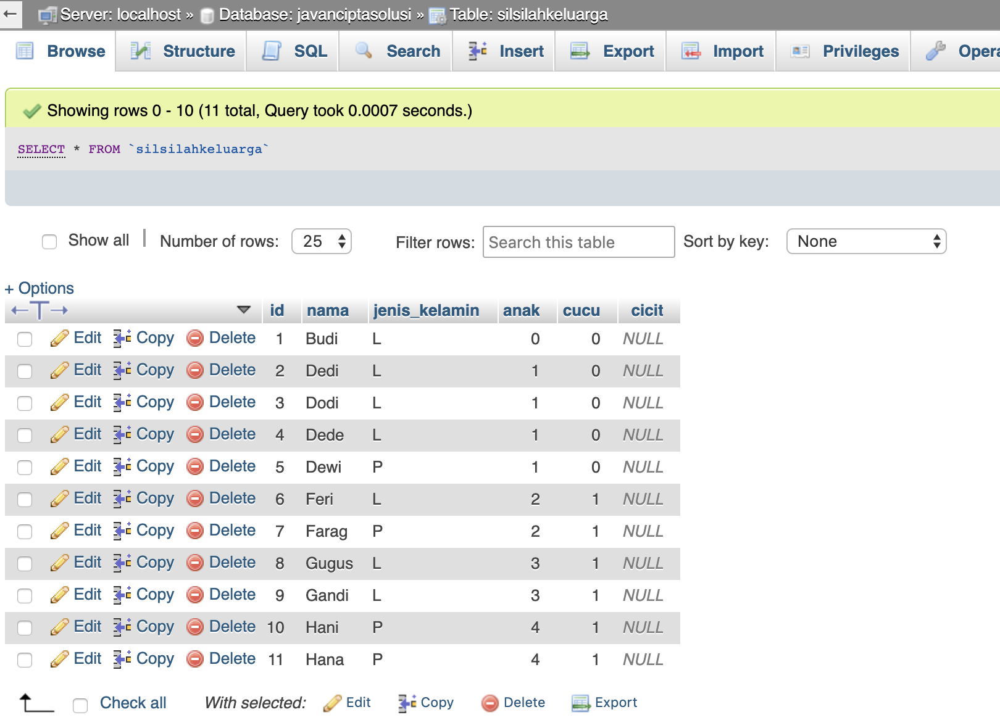 Server: localhost » Database: javanciptasolusi » Table: silsilahkeluarga
Browse Structure SQL Search Insert Export Import Privileges Opera
Showing rows 0 - 10 (11 total, Query took 0.0007 seconds.)
SELECT * FROM `silsilahkeluarga`
Show all Number of rows: 25 Filter rows: Search this table Sort by key: None
+ Options
←T→ id nama jenis_kelamin anak cucu cicit
Edit Copy Delete 1 Budi L 0 0 NULL
Edit Copy Delete 2 Dedi L 1 0 NULL
Edit Copy Delete 3 Dodi L 1 0 NULL
Edit Copy Delete 4 Dede L 1 0 NULL
Edit Copy Delete 5 Dewi P 1 0 NULL
Edit Copy Delete 6 Feri L 2 1 NULL
Edit Copy Delete 7 Farag P 2 1 NULL
Edit Copy Delete 8 Gugus L 3 1 NULL
Edit Copy Delete 9 Gandi L 3 1 NULL
Edit Copy Delete 10 Hani P 4 1 NULL
Edit Copy Delete 11 Hana P 4 1 NULL
Check all With selected: Edit Copy Delete Export